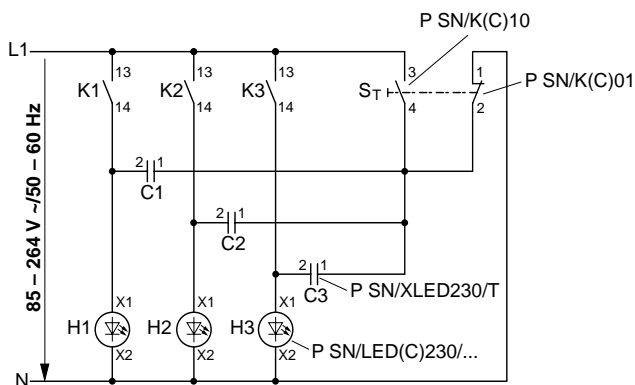 P SN/K(C)10
L1
13 13 13 3 1
K1 K2 K3 S_T P SN/K(C)01
14 14 14 4 2
2 1
C1
2 1
C2
2 1
C3 P SN/XLED230/T
85 – 264 V ~/50 – 60 Hz
X1 X1 X1
H1 H2 H3
X2 X2 X2 P SN/LED(C)230/...
N